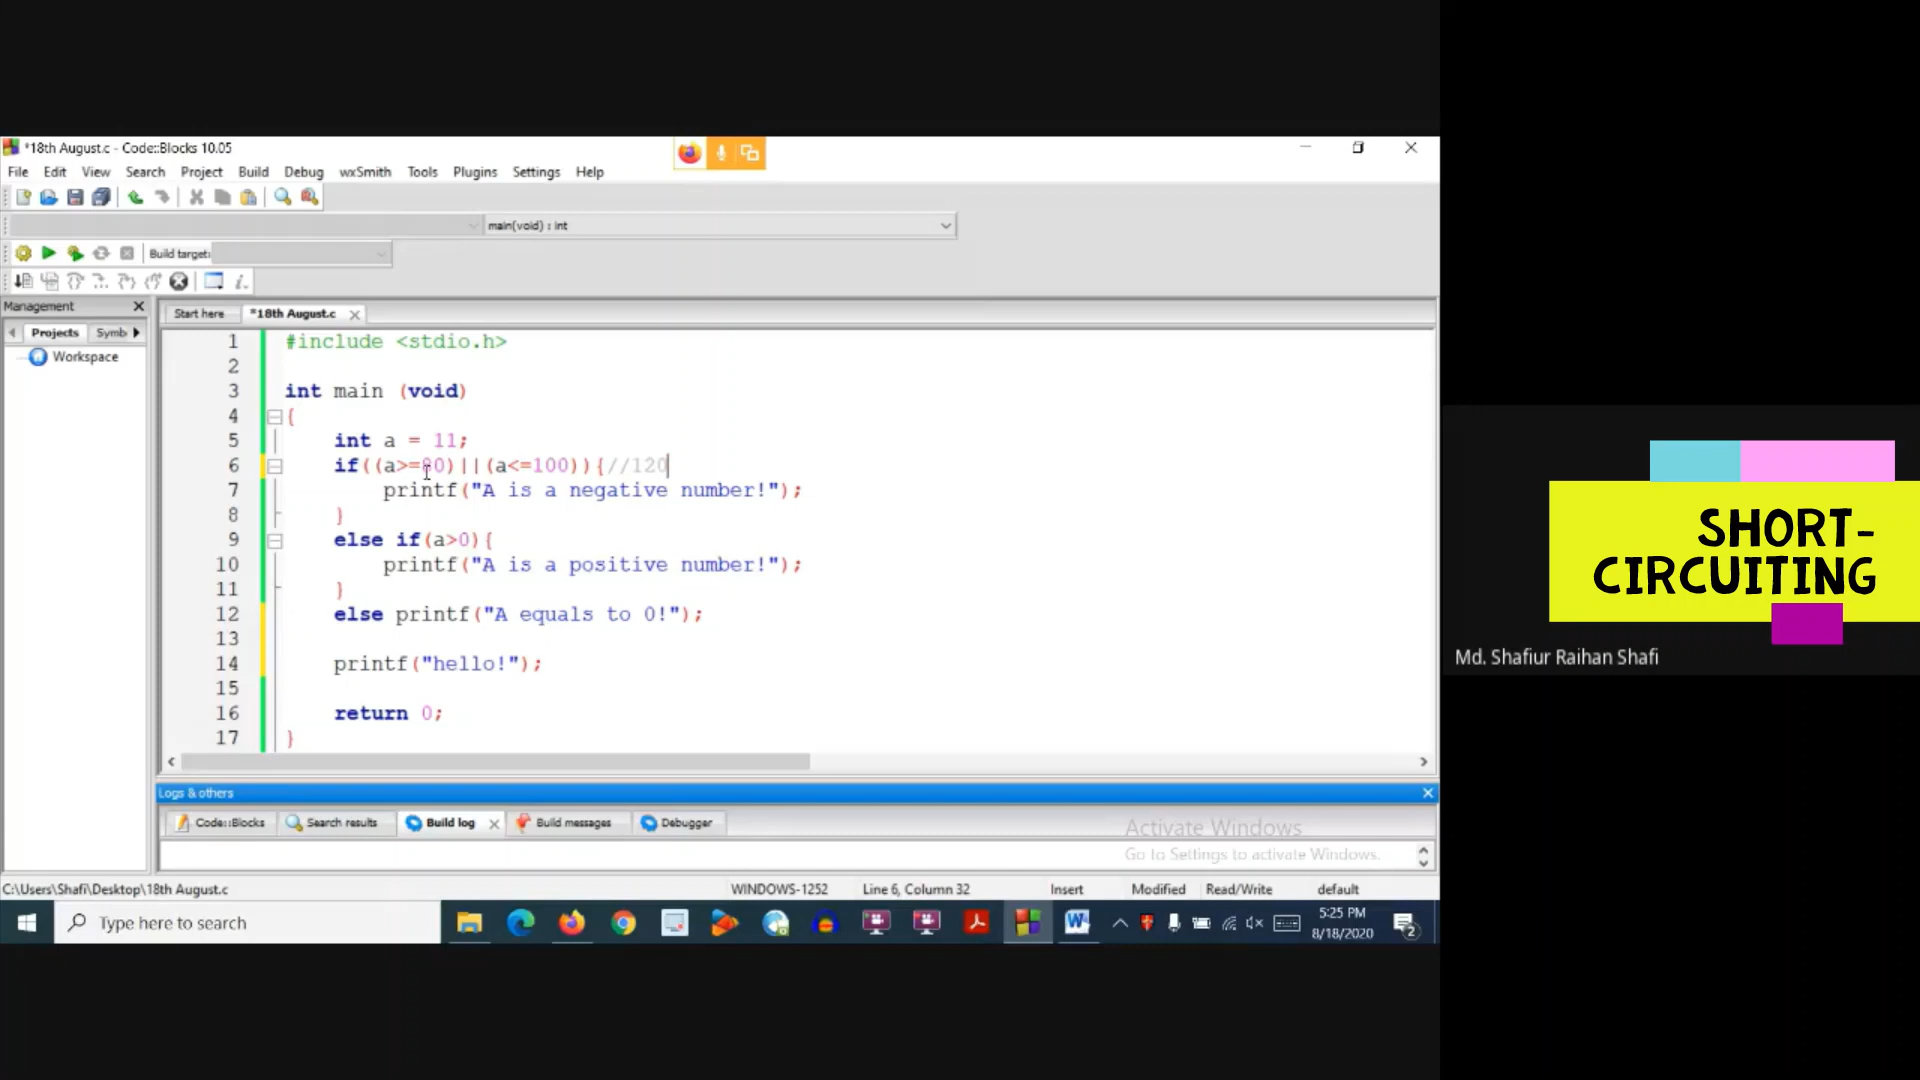 *18th August.c - Code::Blocks 10.05
File Edit View Search Project Build Debug wxSmith Tools Plugins Settings Help
main(void) : int
Build target:
Management
Projects Symb
Workspace
Start here *18th August.c
1 #include <stdio.h>
2
3 int main (void)
4 {
5 int a = 11;
6 if((a>=80)||(a<=100)){//120
7 printf("A is a negative number!");
8 }
9 else if(a>0){
10 printf("A is a positive number!");
11 }
12 else printf("A equals to 0!");
13
14 printf("hello!");
15
16 return 0;
17 }
Logs & others
Code::Blocks Search results Build log Build messages Debugger
Activate Windows
Go to Settings to activate Windows.
C:\Users\Shafi\Desktop\18th August.c WINDOWS-1252 Line 6, Column 32 Insert Modified Read/Write default
Type here to search
5:25 PM
8/18/2020
2
SHORT-
CIRCUITING
Md. Shafiur Raihan Shafi